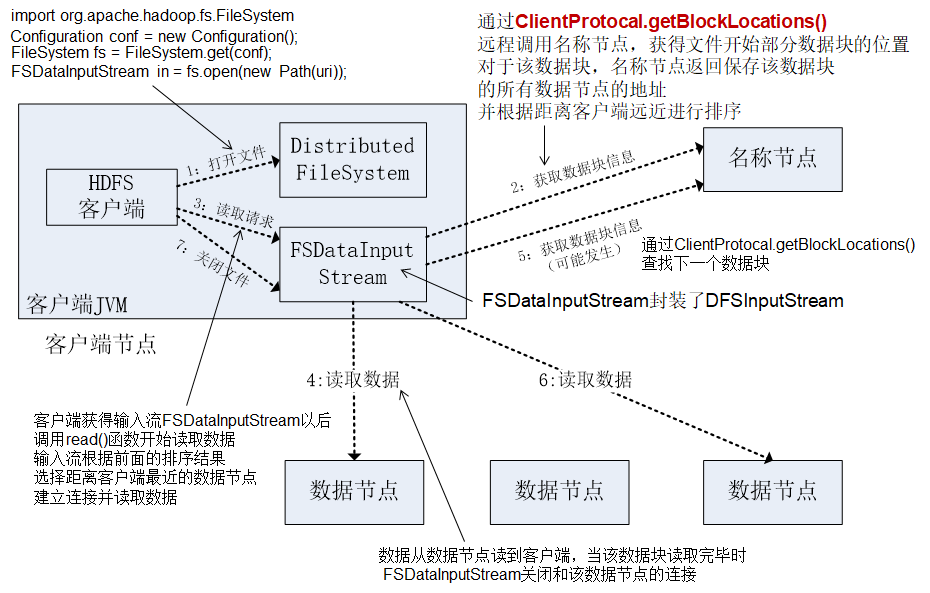 import org.apache.hadoop.fs.FileSystem
Configuration conf = new Configuration();
FileSystem fs = FileSystem.get(conf);
FSDataInputStream in = fs.open(new Path(uri));
通过ClientProtocal.getBlockLocations()
远程调用名称节点，获得文件开始部分数据块的位置
对于该数据块，名称节点返回保存该数据块
的所有数据节点的地址
并根据距离客户端远近进行排序
HDFS
客户端
1：打开文件
Distributed
FileSystem
2：获取数据块信息
名称节点
3：读取请求
FSDataInput
Stream
5：获取数据块信息
（可能发生）
通过ClientProtocal.getBlockLocations()
查找下一个数据块
7：关闭文件
客户端JVM
FSDataInputStream封装了DFSInputStream
客户端节点
4:读取数据
6:读取数据
客户端获得输入流FSDataInputStream以后
调用read()函数开始读取数据
输入流根据前面的排序结果
选择距离客户端最近的数据节点
建立连接并读取数据
数据节点
数据节点
数据节点
数据从数据节点读到客户端，当该数据块读取完毕时
FSDataInputStream关闭和该数据节点的连接